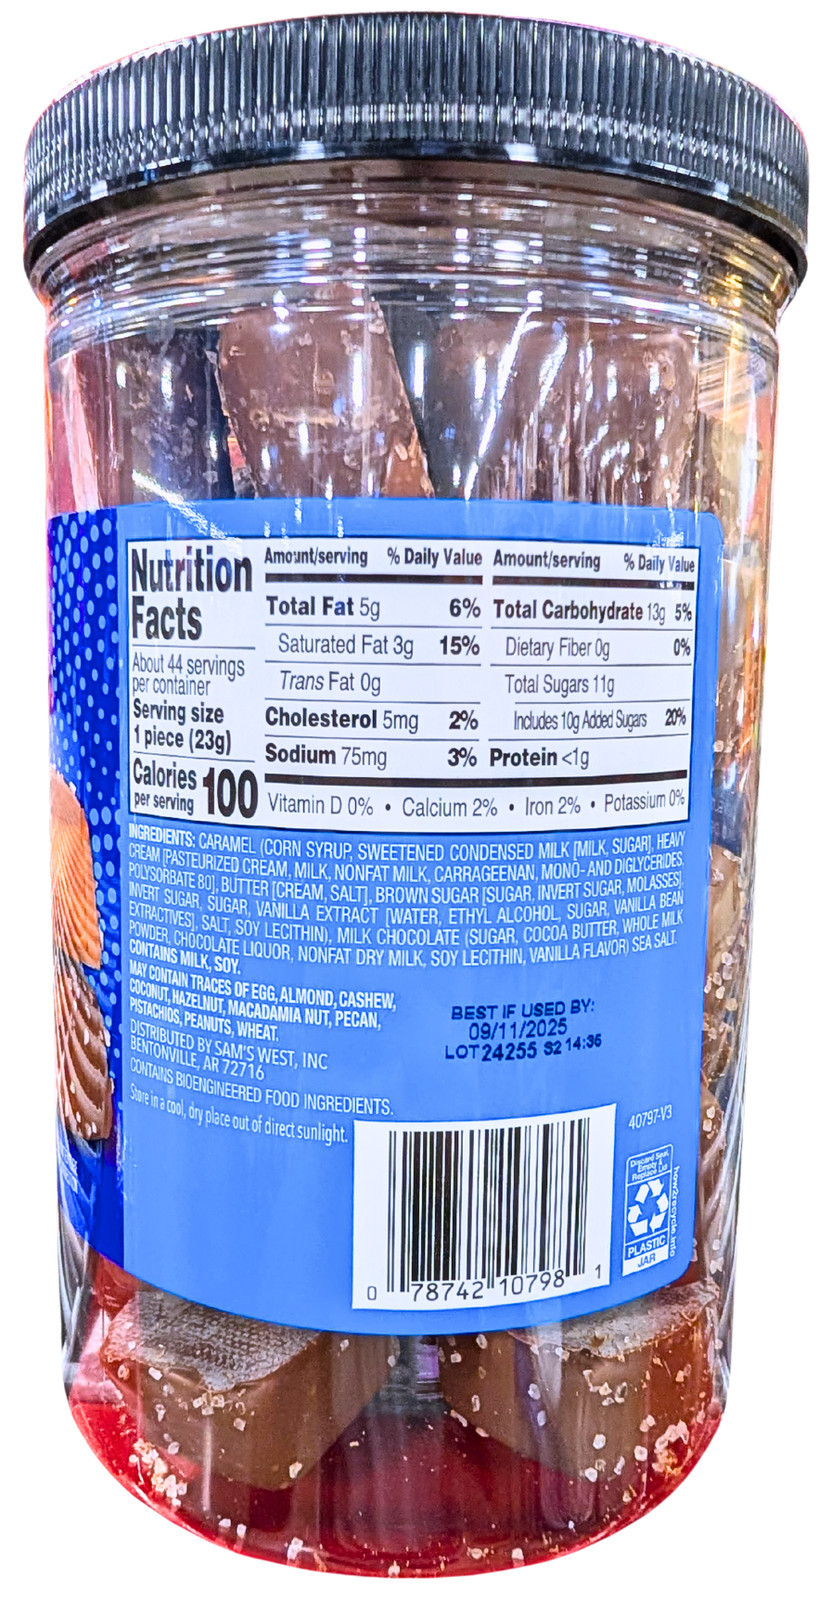 Nutrition
Facts
About 44 servings
per container
Serving size
1 piece (23g)
Calories
per serving 100
Amount/serving % Daily Value
Total Fat 5g 6%
Saturated Fat 3g 15%
Trans Fat 0g
Cholesterol 5mg 2%
Sodium 75mg 3%
Amount/serving % Daily Value
Total Carbohydrate 13g 5%
Dietary Fiber 0g 0%
Total Sugars 11g
Includes 10g Added Sugars 20%
Protein <1g
Vitamin D 0% • Calcium 2% • Iron 2% • Potassium 0%
INGREDIENTS: CARAMEL (CORN SYRUP, SWEETENED CONDENSED MILK [MILK, SUGAR], HEAVY
CREAM [PASTEURIZED CREAM, MILK, NONFAT MILK, CARRAGEENAN, MONO- AND DIGLYCERIDES,
POLYSORBATE 80], BUTTER [CREAM, SALT], BROWN SUGAR [SUGAR, INVERT SUGAR, MOLASSES],
INVERT SUGAR, SUGAR, VANILLA EXTRACT [WATER, ETHYL ALCOHOL, SUGAR, VANILLA BEAN
EXTRACTIVES], SALT, SOY LECITHIN), MILK CHOCOLATE (SUGAR, COCOA BUTTER, WHOLE MILK
POWDER, CHOCOLATE LIQUOR, NONFAT DRY MILK, SOY LECITHIN, VANILLA FLAVOR) SEA SALT.
CONTAINS MILK, SOY.
MAY CONTAIN TRACES OF EGG, ALMOND, CASHEW,
COCONUT, HAZELNUT, MACADAMIA NUT, PECAN,
PISTACHIOS, PEANUTS, WHEAT.
DISTRIBUTED BY SAM'S WEST, INC
BENTONVILLE, AR 72716
CONTAINS BIOENGINEERED FOOD INGREDIENTS.
Store in a cool, dry place out of direct sunlight.
BEST IF USED BY:
09/11/2025
LOT 24255 S2 14:36
40797-V3
Discard Seal,
Empty &
Replace Lid
PLASTIC
JAR
how2recycle.info
0 78742 10798 1